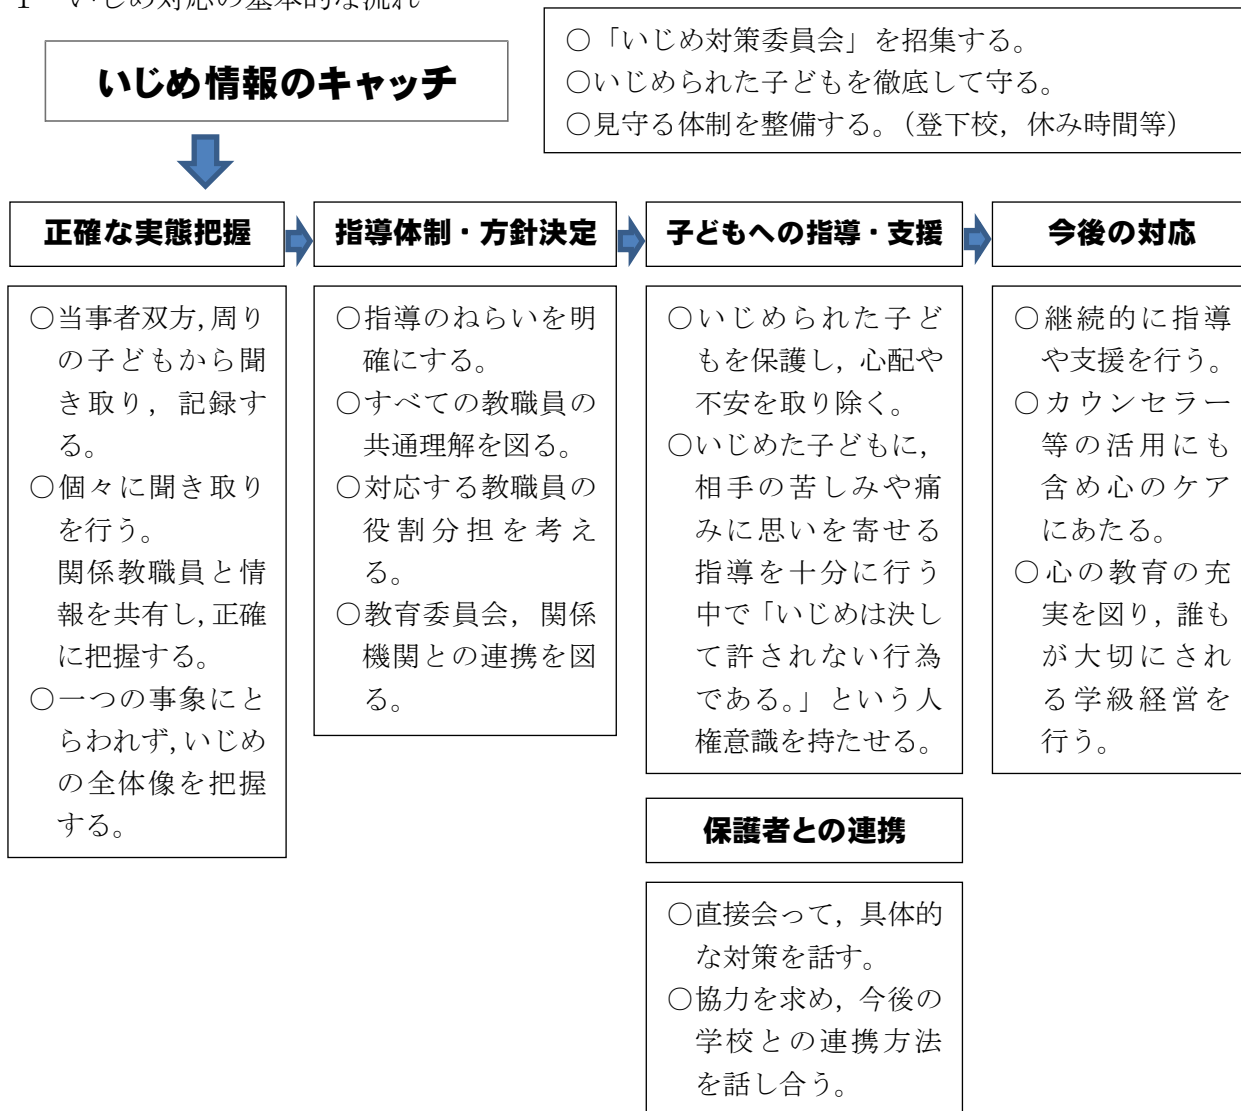 1 いじめ対応の基本的な流れ
いじめ情報のキャッチ
○「いじめ対策委員会」を招集する。
○いじめられた子どもを徹底して守る。
○見守る体制を整備する。（登下校，休み時間等）
正確な実態把握
○当事者双方，周り
の子どもから聞
き取り，記録す
る。
○個々に聞き取り
を行う。
関係教職員と情
報を共有し，正確
に把握する。
○一つの事象にと
らわれず，いじめ
の全体像を把握
する。
指導体制・方針決定
○指導のねらいを明
確にする。
○すべての教職員の
共通理解を図る。
○対応する教職員の
役割分担を考え
る。
○教育委員会，関係
機関との連携を図
る。
子どもへの指導・支援
○いじめられた子ど
もを保護し，心配や
不安を取り除く。
○いじめた子どもに，
相手の苦しみや痛
みに思いを寄せる
指導を十分に行う
中で「いじめは決し
て許されない行為
である。」という人
権意識を持たせる。
保護者との連携
○直接会って，具体的
な対策を話す。
○協力を求め，今後の
学校との連携方法
を話し合う。
今後の対応
○継続的に指導
や支援を行う。
○カウンセラー
等の活用にも
含め心のケア
にあたる。
○心の教育の充
実を図り，誰も
が大切にされ
る学級経営を
行う。